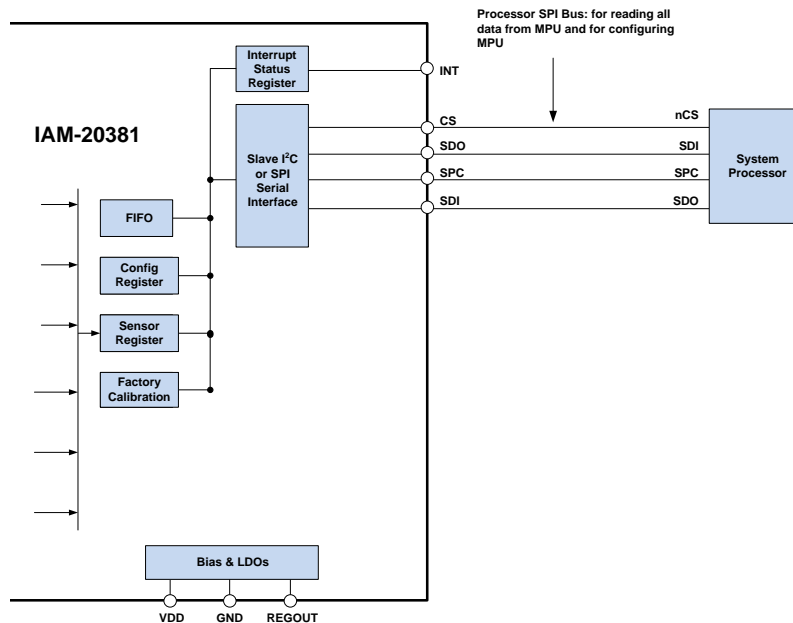 Processor SPI Bus: for reading all
data from MPU and for configuring
MPU
Interrupt
Status
Register
INT
IAM-20381
Slave I²C
or SPI
Serial
Interface
CS
nCS
SDO
SDI
SPC
SPC
SDI
SDO
System
Processor
FIFO
Config
Register
Sensor
Register
Factory
Calibration
Bias & LDOs
VDD
GND
REGOUT